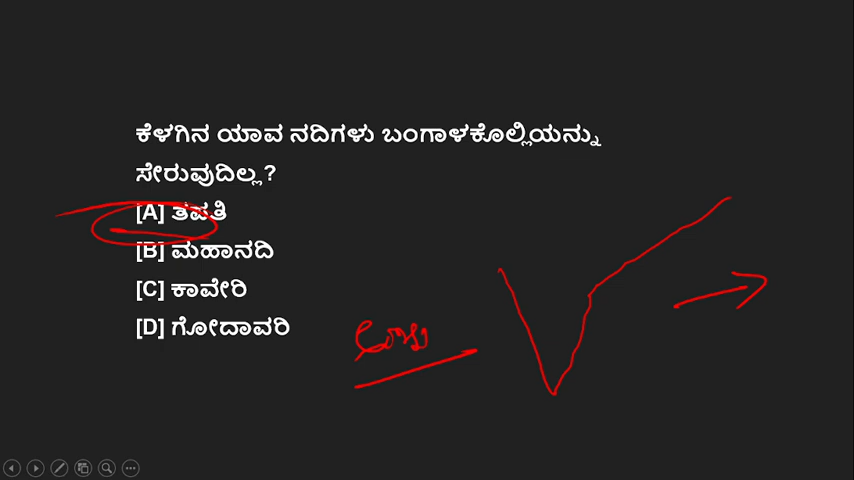 ಕೆಳಗಿನ ಯಾವ ನದಿಗಳು ಬಂಗಾಳಕೊಲ್ಲಿಯನ್ನು
ಸೇರುವುದಿಲ್ಲ?
[A] ತಪತಿ
[B] ಮಹಾನದಿ
[C] ಕಾವೇರಿ
[D] ಗೋದಾವರಿ